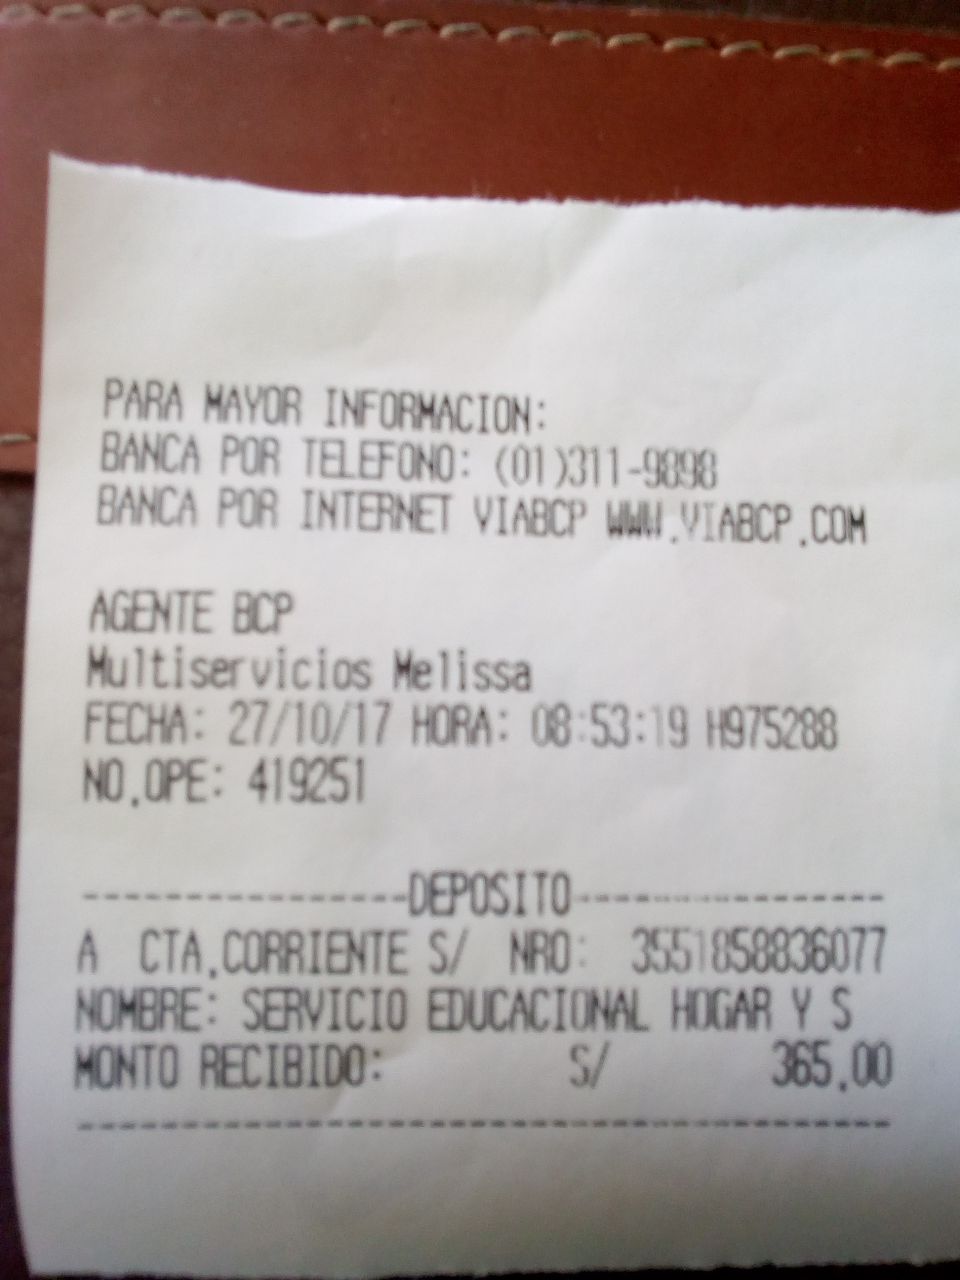 PARA MAYOR INFORMACION:
BANCA POR TELEFONO: (01)311-9898
BANCA POR INTERNET VIABCP WWW.VIABCP.COM
AGENTE BCP
Multiservicios Melissa
FECHA: 27/10/17 HORA: 08:53:19 H975288
NO.OPE: 419251
----------------DEPOSITO----------------
A CTA.CORRIENTE S/ NRO: 3551858836077
NOMBRE: SERVICIO EDUCACIONAL HOGAR Y S
MONTO RECIBIDO: S/ 365.00
----------------------------------------